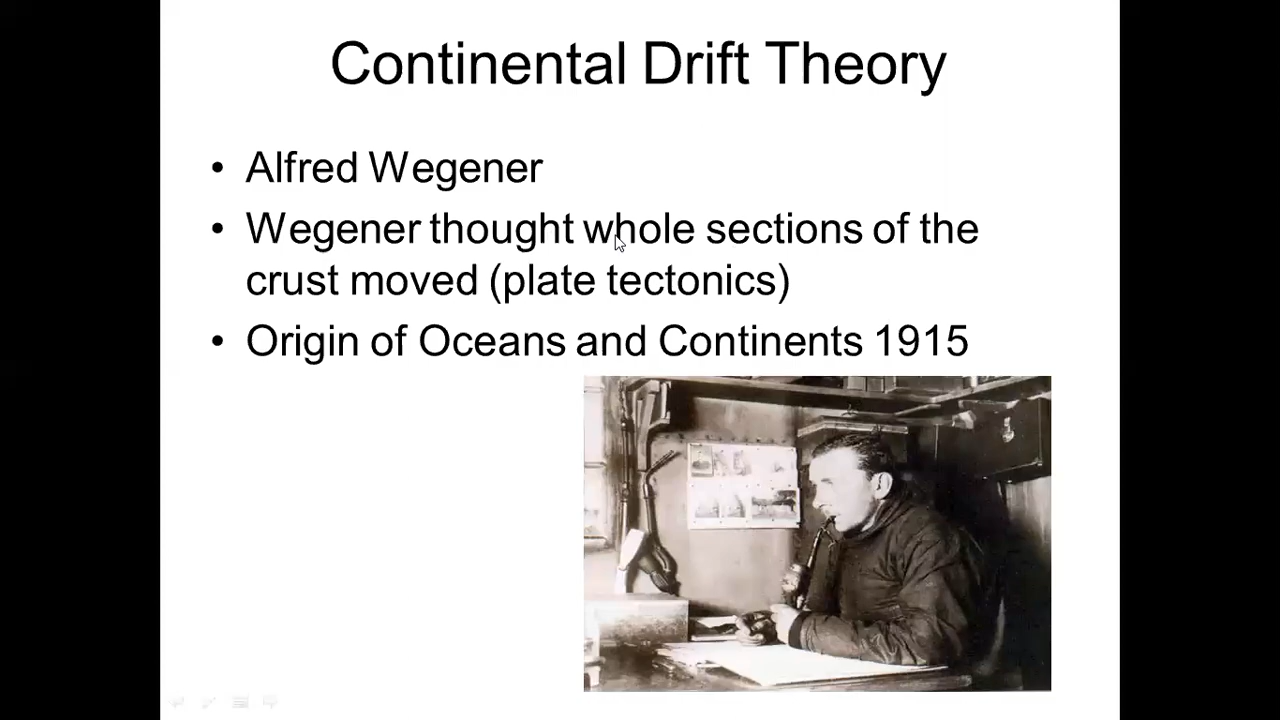 Continental Drift Theory
• Alfred Wegener
• Wegener thought whole sections of the
crust moved (plate tectonics)
• Origin of Oceans and Continents 1915